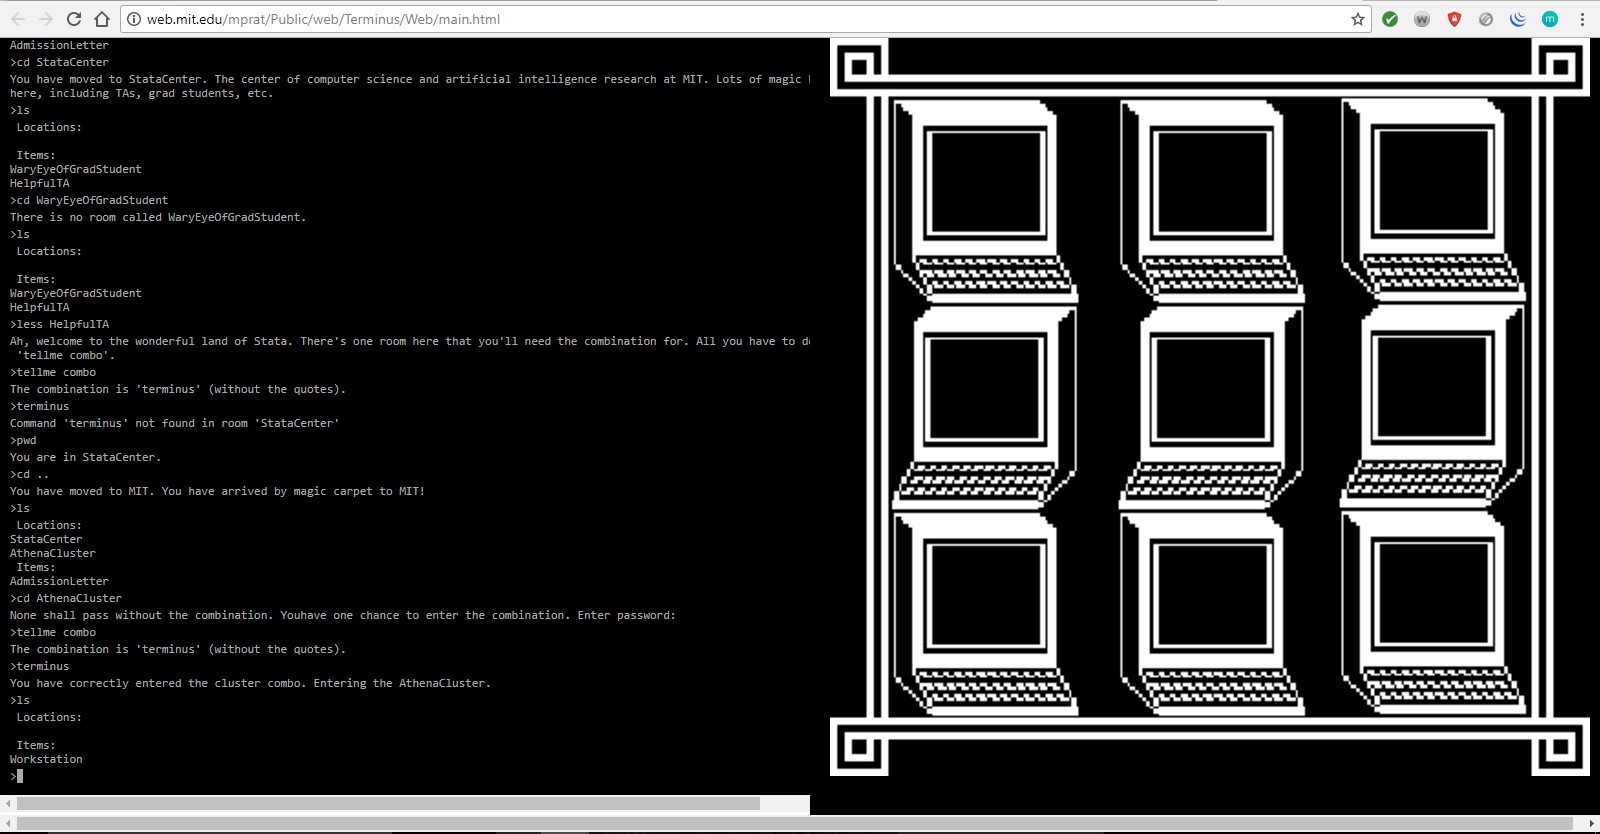 web.mit.edu/mprat/Public/web/Terminus/Web/main.html
AdmissionLetter
>cd StataCenter
You have moved to StataCenter. The center of computer science and artificial intelligence research at MIT. Lots of magic
here, including TAs, grad students, etc.
>ls
Locations:
Items:
WaryEyeOfGradStudent
HelpfulTA
>cd WaryEyeOfGradStudent
There is no room called WaryEyeOfGradStudent.
>ls
Locations:
Items:
WaryEyeOfGradStudent
HelpfulTA
>less HelpfulTA
Ah, welcome to the wonderful land of Stata. There's one room here that you'll need the combination for. All you have to
'tellme combo'.
>tellme combo
The combination is 'terminus' (without the quotes).
>terminus
Command 'terminus' not found in room 'StataCenter'
>pwd
You are in StataCenter.
>cd ..
You have moved to MIT. You have arrived by magic carpet to MIT!
>ls
Locations:
StataCenter
AthenaCluster
Items:
AdmissionLetter
>cd AthenaCluster
None shall pass without the combination. Youhave one chance to enter the combination. Enter password:
>tellme combo
The combination is 'terminus' (without the quotes).
>terminus
You have correctly entered the cluster combo. Entering the AthenaCluster.
>ls
Locations:
Items:
Workstation
>